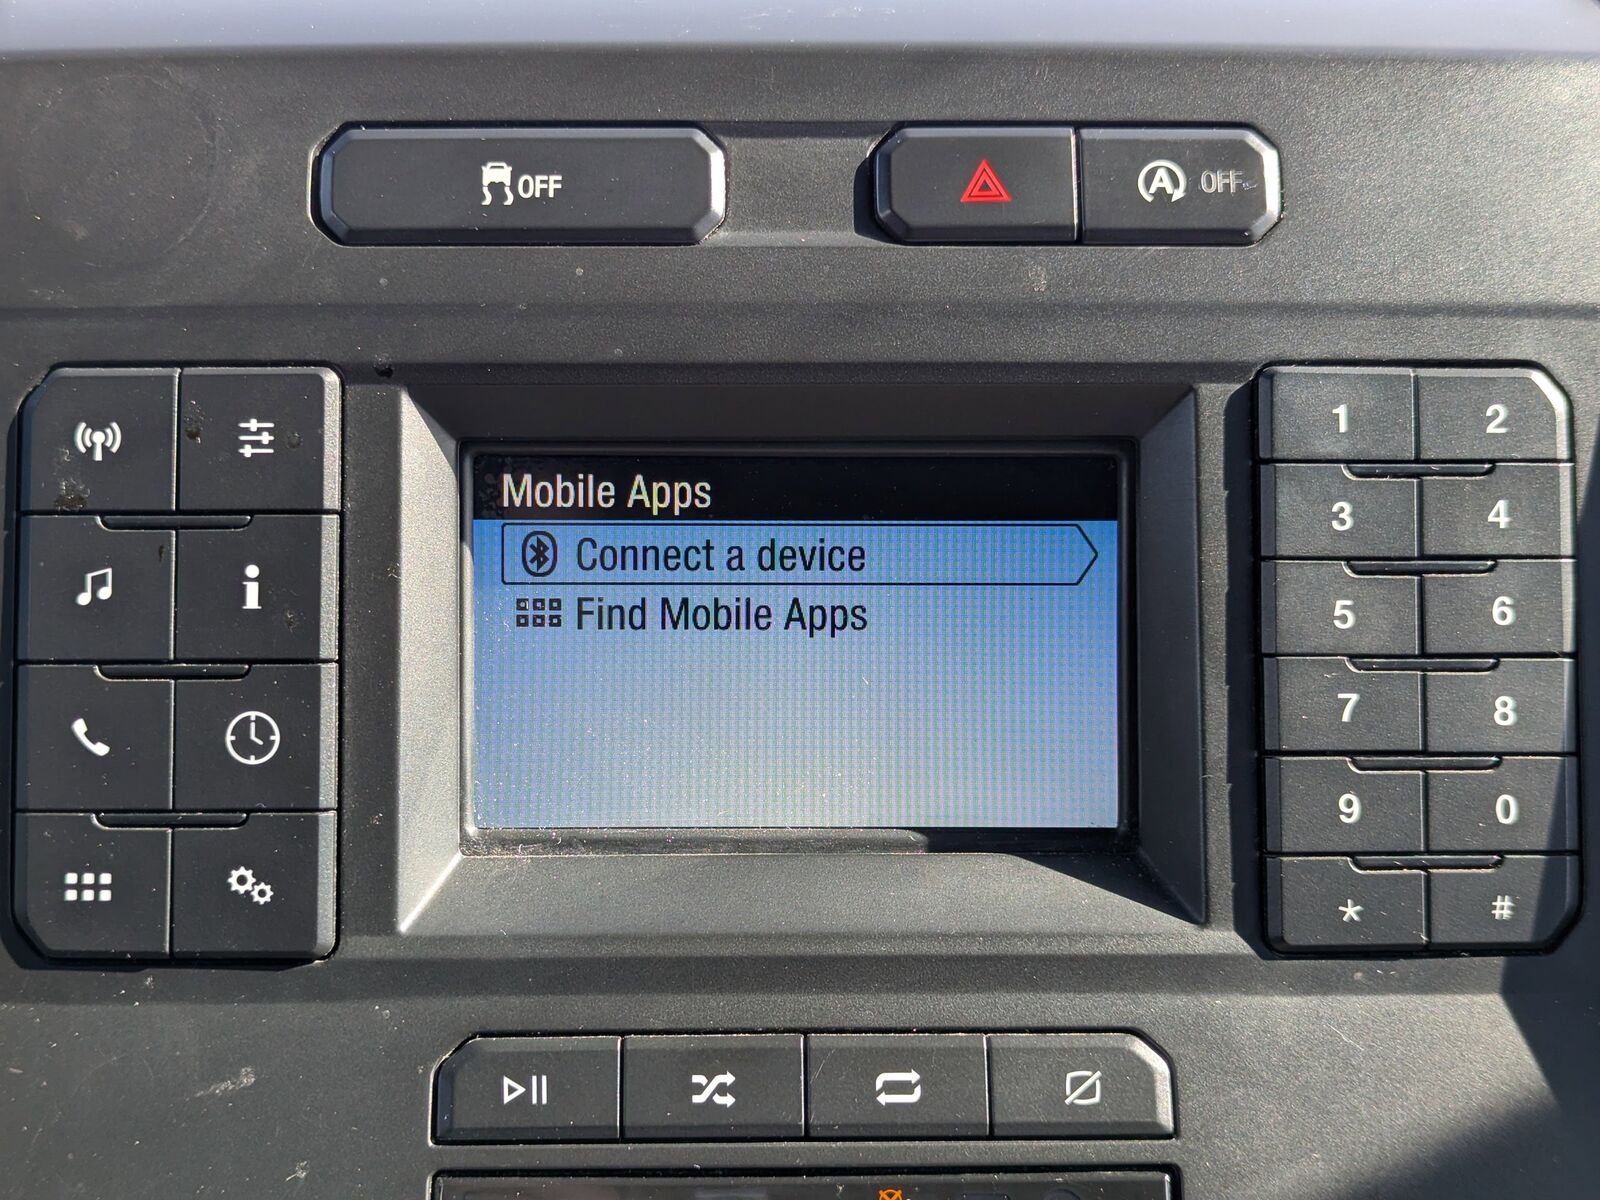 OFF
OFF
Mobile Apps
Connect a device
Find Mobile Apps
1 2
3 4
5 6
7 8
9 0
* #